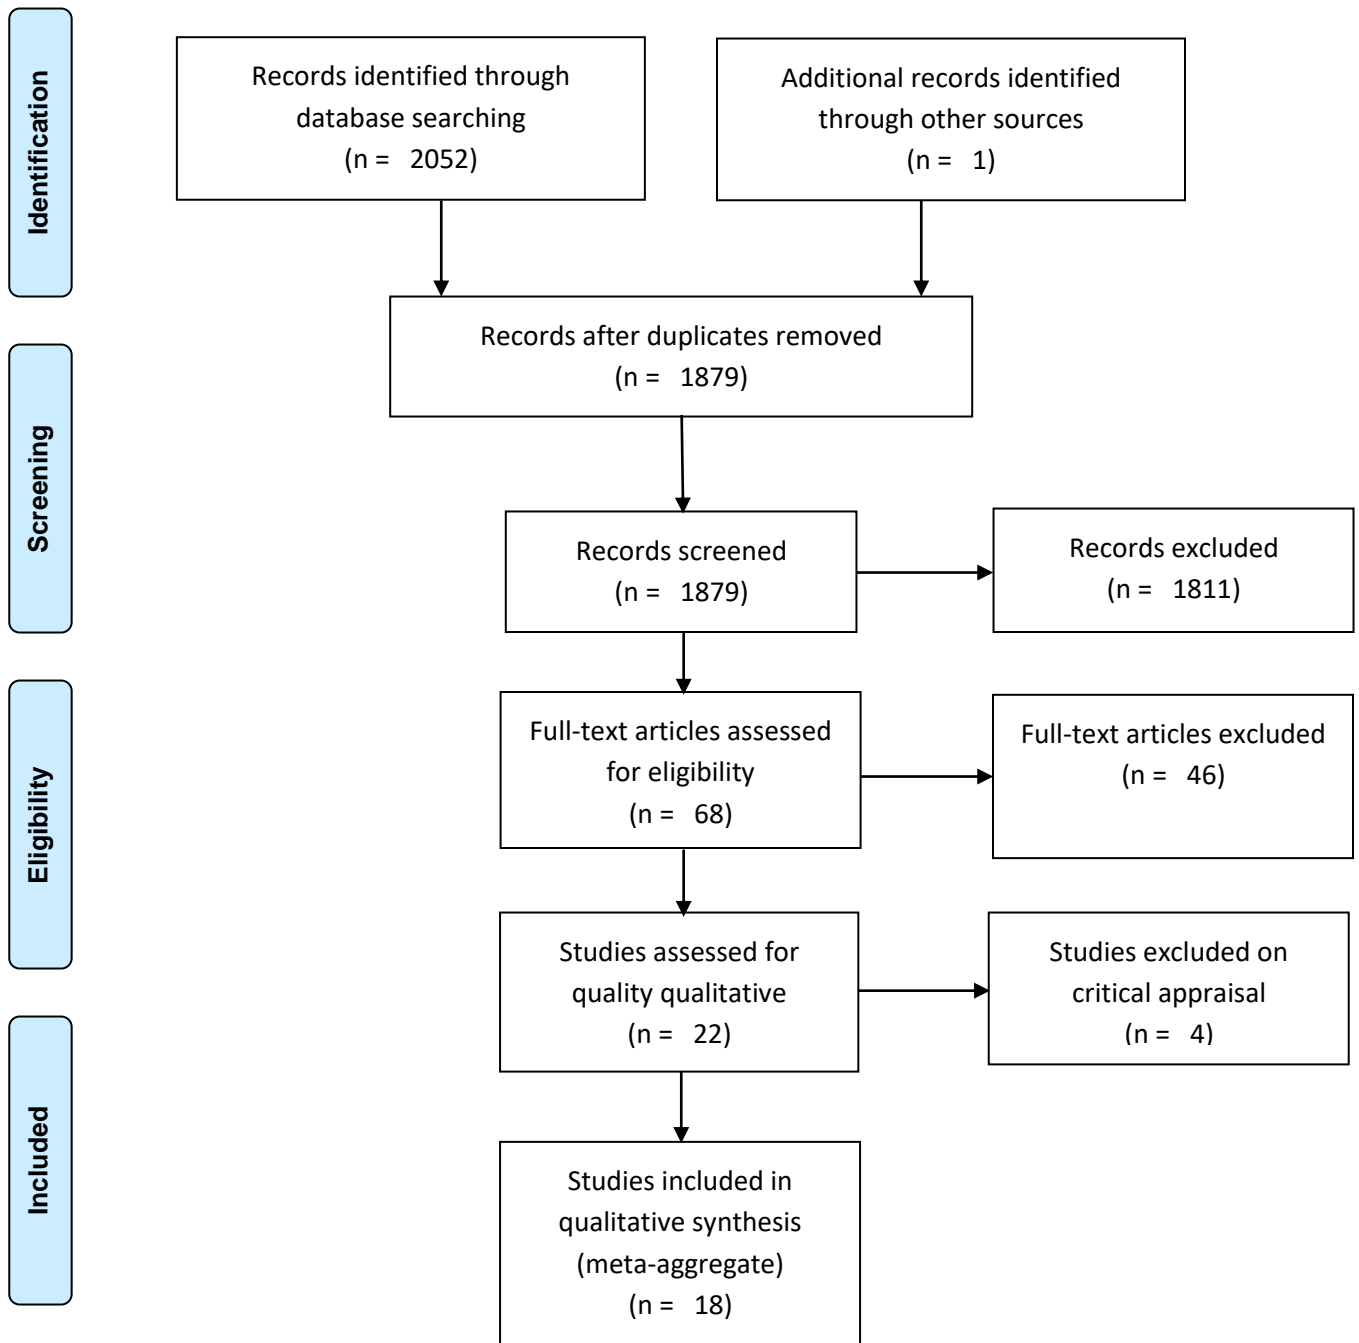 Identification
Records identified through
database searching
(n = 2052)
Additional records identified
through other sources
(n = 1)
Records after duplicates removed
(n = 1879)
Screening
Records screened
(n = 1879)
Records excluded
(n = 1811)
Eligibility
Full-text articles assessed
for eligibility
(n = 68)
Full-text articles excluded
(n = 46)
Studies assessed for
quality qualitative
(n = 22)
Studies excluded on
critical appraisal
(n = 4)
Included
Studies included in
qualitative synthesis
(meta-aggregate)
(n = 18)